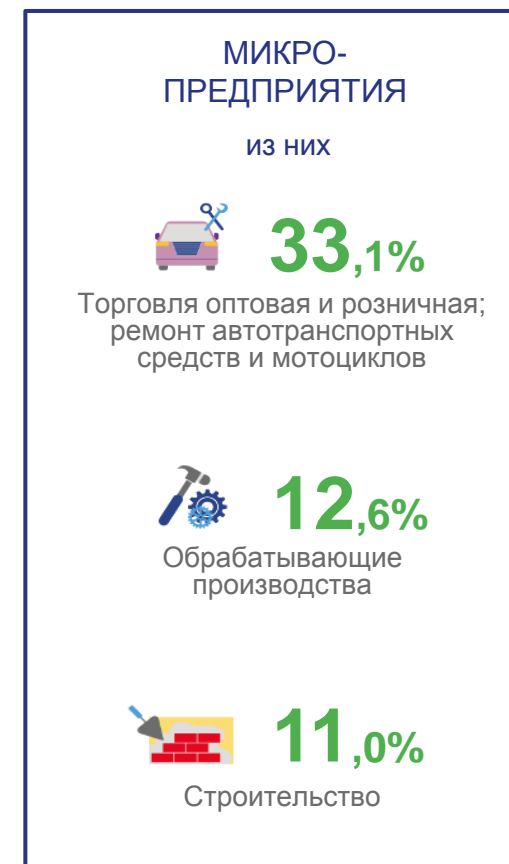 МИКРО-
ПРЕДПРИЯТИЯ
из них
33,1%
Торговля оптовая и розничная;
ремонт автотранспортных
средств и мотоциклов
12,6%
Обрабатывающие
производства
11,0%
Строительство